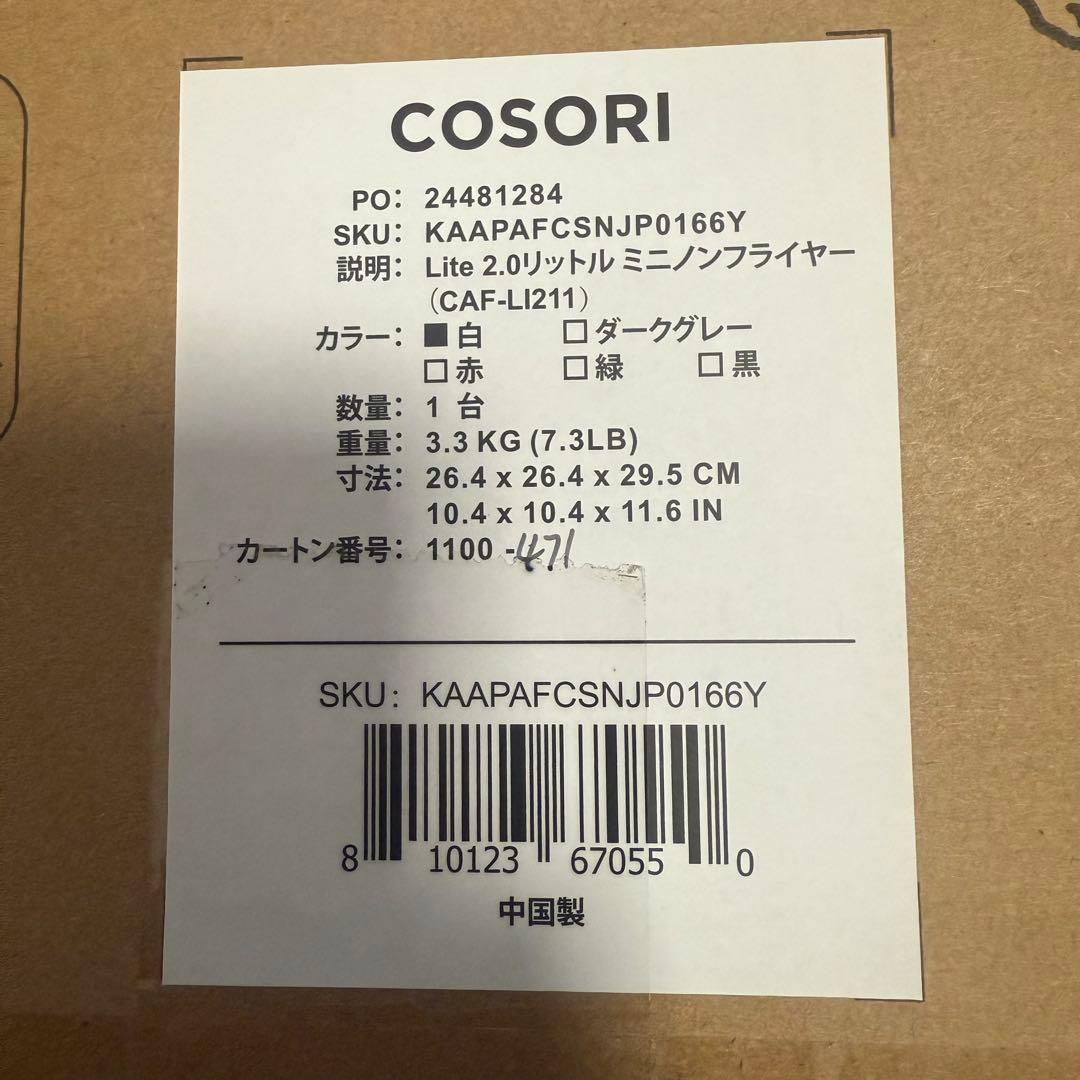 COSORI
PO: 24481284
SKU: KAAPAFCSNJP0166Y
説明: Lite 2.0リットル ミニノンフライヤー
(CAF-LI211)
カラー: ■白 □ダークグレー
□赤 □緑 □黒
数量: 1 台
重量: 3.3 KG (7.3LB)
寸法: 26.4 x 26.4 x 29.5 CM
10.4 x 10.4 x 11.6 IN
カートン番号: 1100 -471
SKU: KAAPAFCSNJP0166Y
8 10123 67055 0
中国製